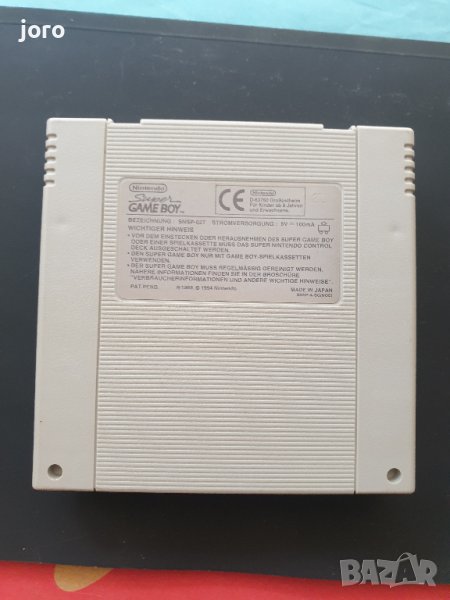 joro
Nintendo
Super
GAME BOY™
CE
Nintendo
D-63760 Großostheim
Für Kinder ab 8 Jahren
und Erwachsene.
BEZEICHNUNG : SNSP-027 STROMVERSORGUNG : 5V
WICHTIGER HINWEIS
• VOR DEM EINSTECKEN ODER HERAUSNEHMEN DES SUPER GAME BOY
ODER EINER SPIELKASSETTE MUSS DAS SUPER NINTENDO CONTROL
DECK AUSGESCHALTET WERDEN.
• DEN SUPER GAME BOY NUR MIT GAME BOY-SPIELKASSETTEN
VERWENDEN.
• DER SUPER GAME BOY MUSS REGELMÄSSIG GEREINIGT WERDEN.
NÄHERE INFORMATIONEN FINDEN SIE IN DER BROSCHÜRE
"VERBRAUCHERINFORMATIONEN UND ANDERE WICHTIGE HINWEISE".
PAT. PEND. © 1994 Nintendo. MADE IN JAPAN
BAZAR